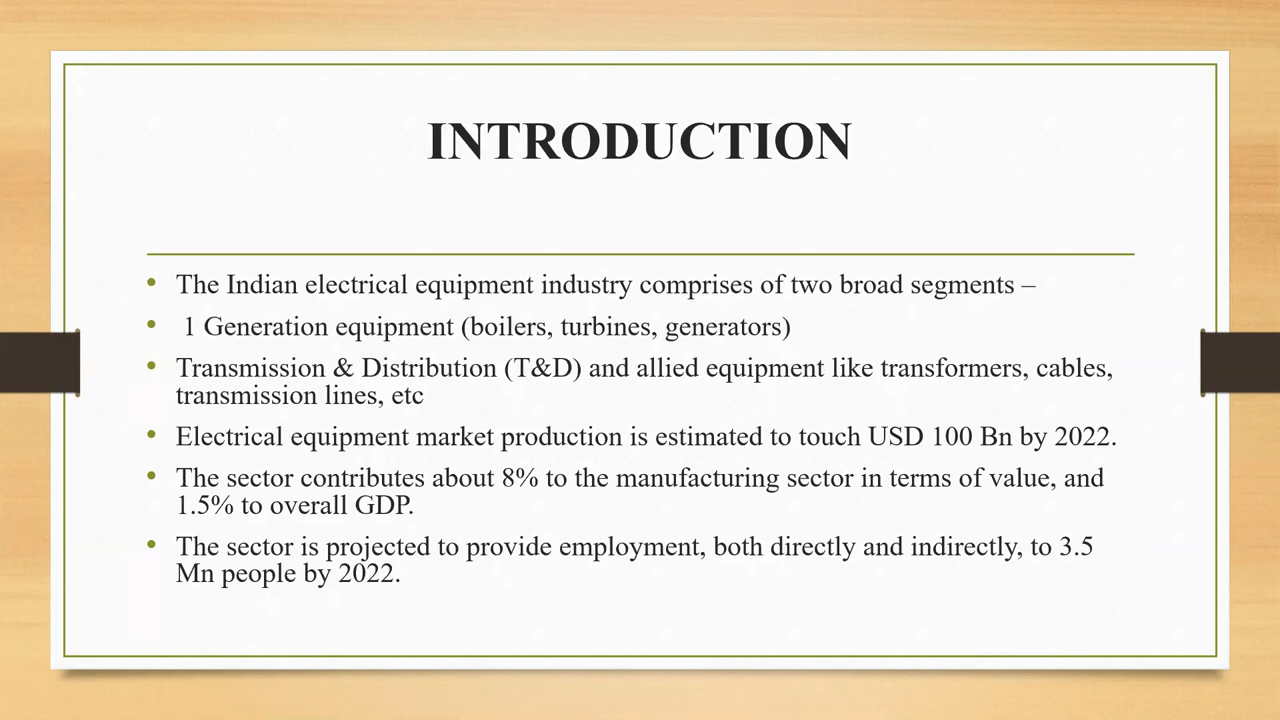 INTRODUCTION
• The Indian electrical equipment industry comprises of two broad segments –
• 1 Generation equipment (boilers, turbines, generators)
• Transmission & Distribution (T&D) and allied equipment like transformers, cables,
transmission lines, etc
• Electrical equipment market production is estimated to touch USD 100 Bn by 2022.
• The sector contributes about 8% to the manufacturing sector in terms of value, and
1.5% to overall GDP.
• The sector is projected to provide employment, both directly and indirectly, to 3.5
Mn people by 2022.